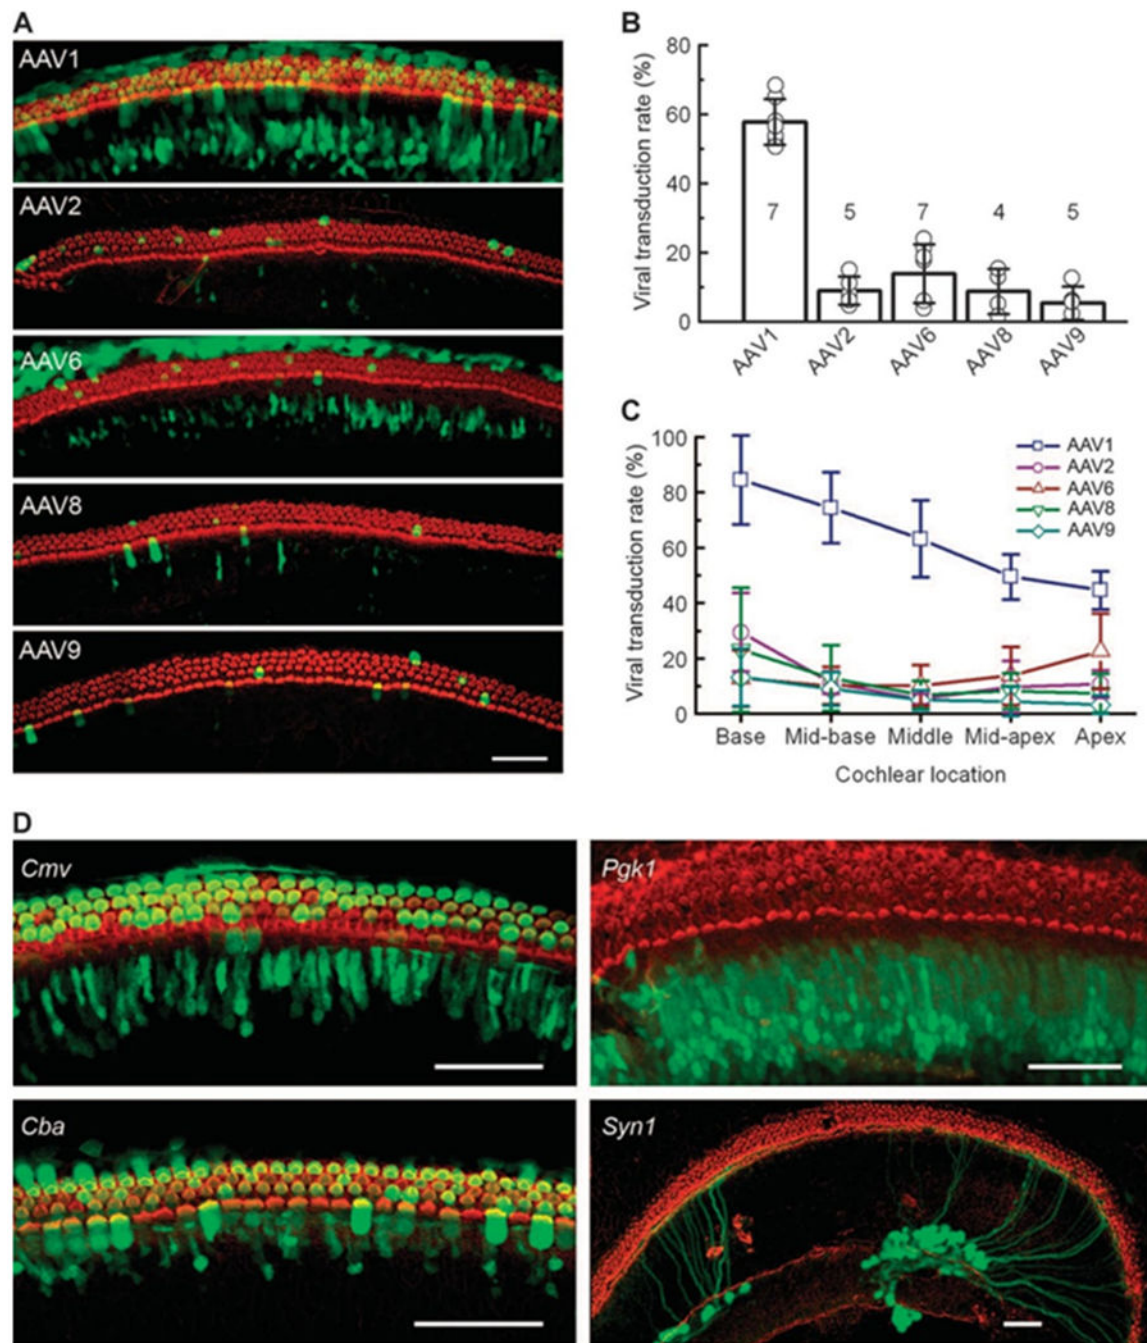 A
AAV1
AAV2
AAV6
AAV8
AAV9
B
Viral transduction rate (%)
80
60
40
20
0
7
5
7
4
5
AAV1
AAV2
AAV6
AAV8
AAV9
C
Viral transduction rate (%)
100
80
60
40
20
0
AAV1
AAV2
AAV6
AAV8
AAV9
Base
Mid-base
Middle
Mid-apex
Apex
Cochlear location
D
Cmv
Pgk1
Cba
Syn1